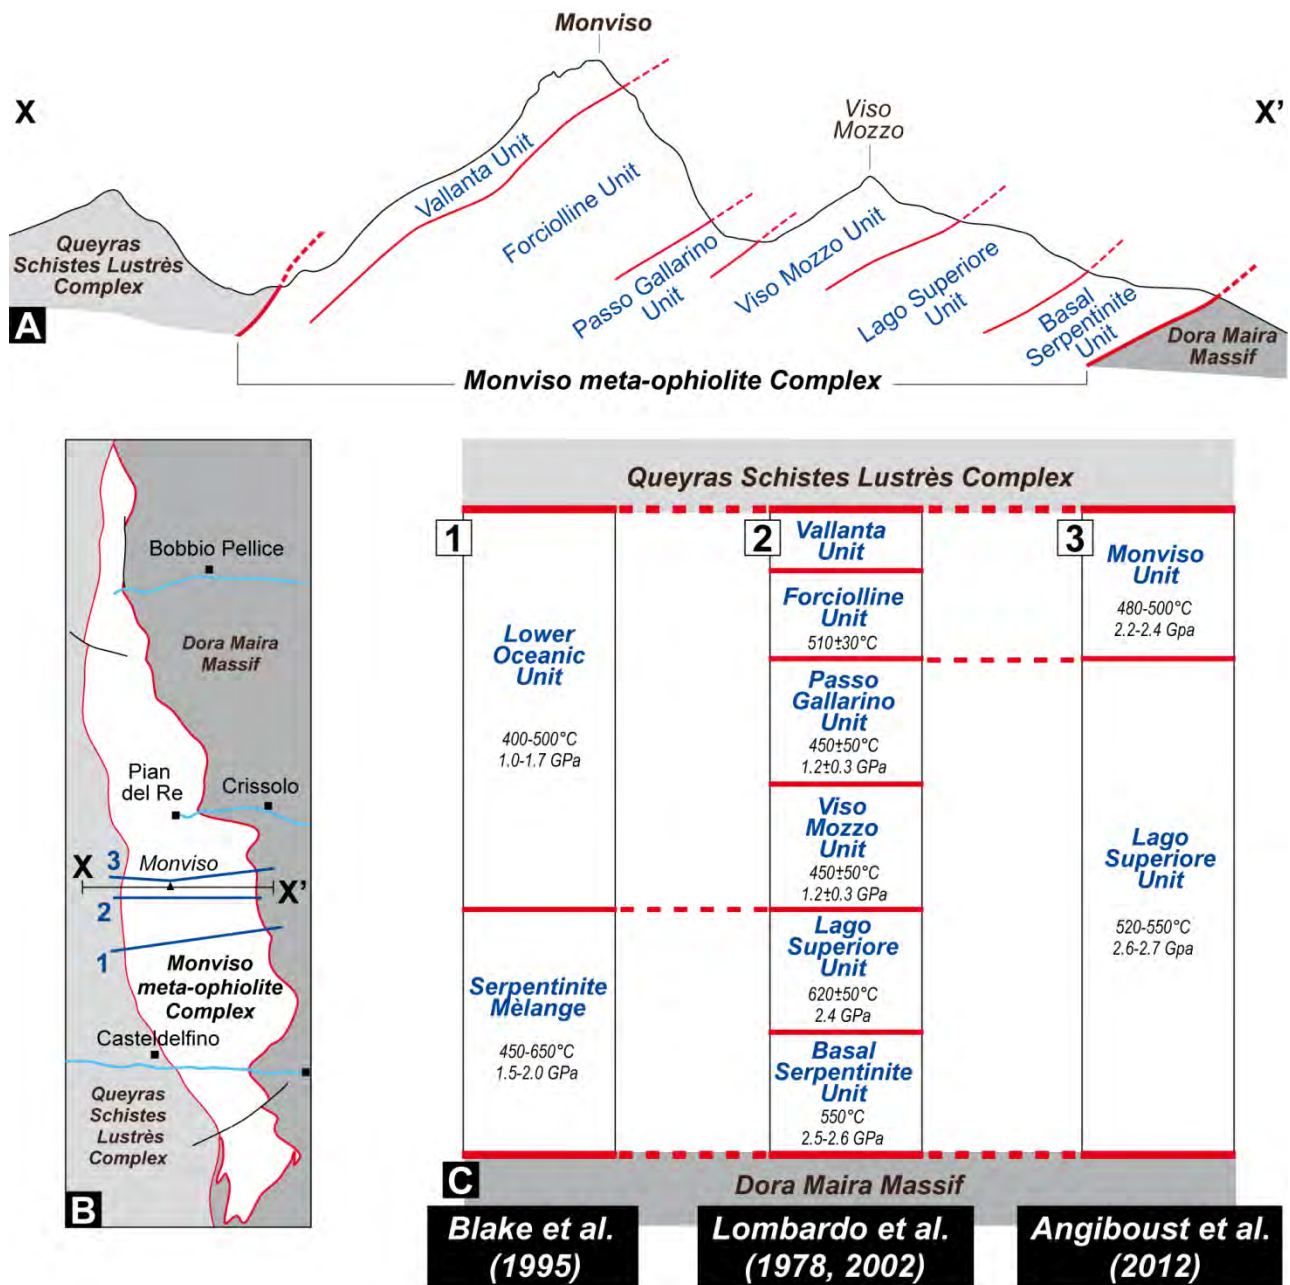 Monviso
X
X'
Viso
Mozzo
Vallanta Unit
Forciolline Unit
Queyras
Schistes Lustrès
Complex
Passo Gallarino
Unit
Viso Mozzo Unit
Lago Superiore
Unit
Basal
Serpentinite
Unit
Dora Maira
Massif
A
Monviso meta-ophiolite Complex
Bobbio Pellice
Dora Maira
Massif
Pian
del Re
Crissolo
X
3
Monviso
X'
2
1
Monviso
meta-ophiolite
Complex
Casteldelfino
Queyras
Schistes
Lustrès
Complex
B
Queyras Schistes Lustrès Complex
1
Lower
Oceanic
Unit
400-500°C
1.0-1.7 GPa
Serpentinite
Mèlange
450-650°C
1.5-2.0 GPa
2
Vallanta
Unit
Forciolline
Unit
510±30°C
Passo
Gallarino
Unit
450±50°C
1.2±0.3 GPa
Viso
Mozzo
Unit
450±50°C
1.2±0.3 GPa
Lago
Superiore
Unit
620±50°C
2.4 GPa
Basal
Serpentinite
Unit
550°C
2.5-2.6 GPa
3
Monviso
Unit
480-500°C
2.2-2.4 Gpa
Lago
Superiore
Unit
520-550°C
2.6-2.7 Gpa
C
Dora Maira Massif
Blake et al.
(1995)
Lombardo et al.
(1978, 2002)
Angiboust et al.
(2012)